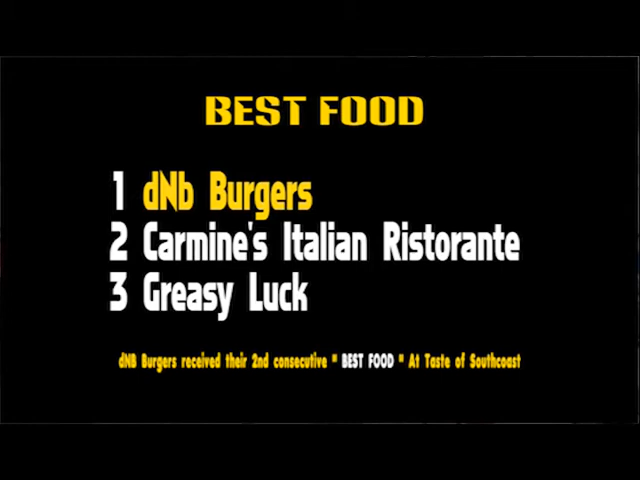 BEST FOOD
1 dNb Burgers
2 Carmine's Italian Ristorante
3 Greasy Luck
dNB Burgers received their 2nd consecutive " BEST FOOD " At Taste of Southcoast